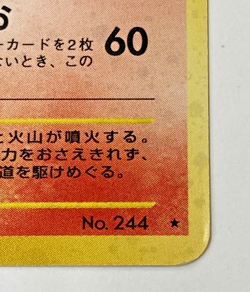 ーカードを2枚
ないとき、この
60
と火山が噴火する。
力をおさえきれず、
道を駆けめぐる。
No. 244 ★